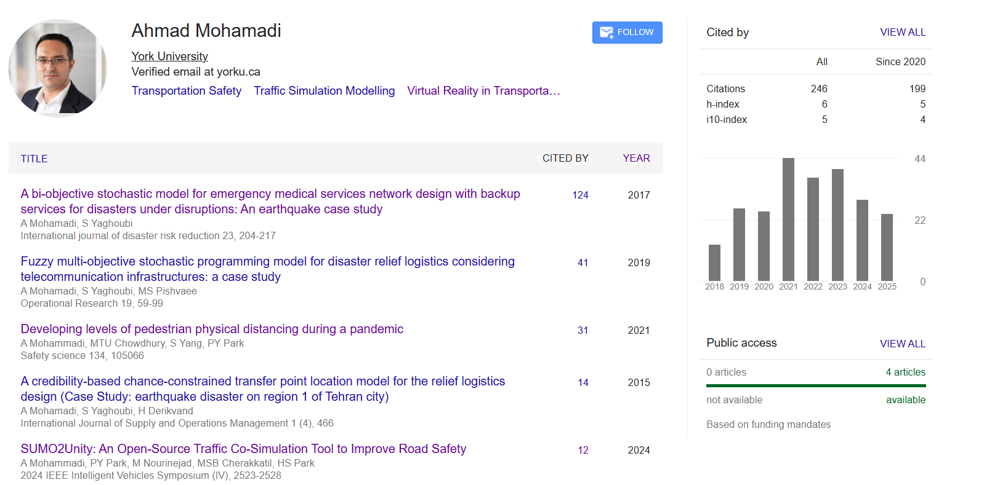 Ahmad Mohamadi
FOLLOW
York University
Verified email at yorku.ca
Transportation Safety Traffic Simulation Modelling Virtual Reality in Transporta…
TITLE CITED BY YEAR
A bi-objective stochastic model for emergency medical services network design with backup 124 2017
services for disasters under disruptions: An earthquake case study
A Mohamadi, S Yaghoubi
International journal of disaster risk reduction 23, 204-217
Fuzzy multi-objective stochastic programming model for disaster relief logistics considering 41 2019
telecommunication infrastructures: a case study
A Mohamadi, S Yaghoubi, MS Pishvaee
Operational Research 19, 59-99
Developing levels of pedestrian physical distancing during a pandemic 31 2021
A Mohammadi, MTU Chowdhury, S Yang, PY Park
Safety science 134, 105066
A credibility-based chance-constrained transfer point location model for the relief logistics 14 2015
design (Case Study: earthquake disaster on region 1 of Tehran city)
A Mohamadi, S Yaghoubi, H Derikvand
International Journal of Supply and Operations Management 1 (4), 466
SUMO2Unity: An Open-Source Traffic Co-Simulation Tool to Improve Road Safety 12 2024
A Mohammadi, PY Park, M Nourinejad, MSB Cherakkatil, HS Park
2024 IEEE Intelligent Vehicles Symposium (IV), 2523-2528
Cited by VIEW ALL
All Since 2020
Citations 246 199
h-index 6 5
i10-index 5 4
44
22
0
2018 2019 2020 2021 2022 2023 2024 2025
Public access VIEW ALL
0 articles 4 articles
not available available
Based on funding mandates